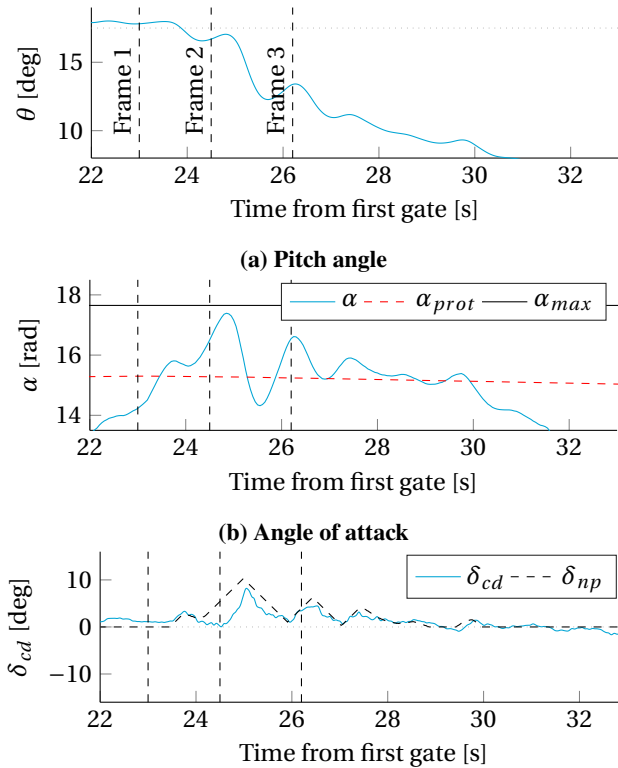 15
10
θ [deg]
Frame 1
Frame 2
Frame 3
22 24 26 28 30 32
Time from first gate [s]
(a) Pitch angle
18
16
14
α [rad]
α α_prot α_max
22 24 26 28 30 32
Time from first gate [s]
(b) Angle of attack
10
0
−10
δ_cd [deg]
δ_cd δ_np
22 24 26 28 30 32
Time from first gate [s]